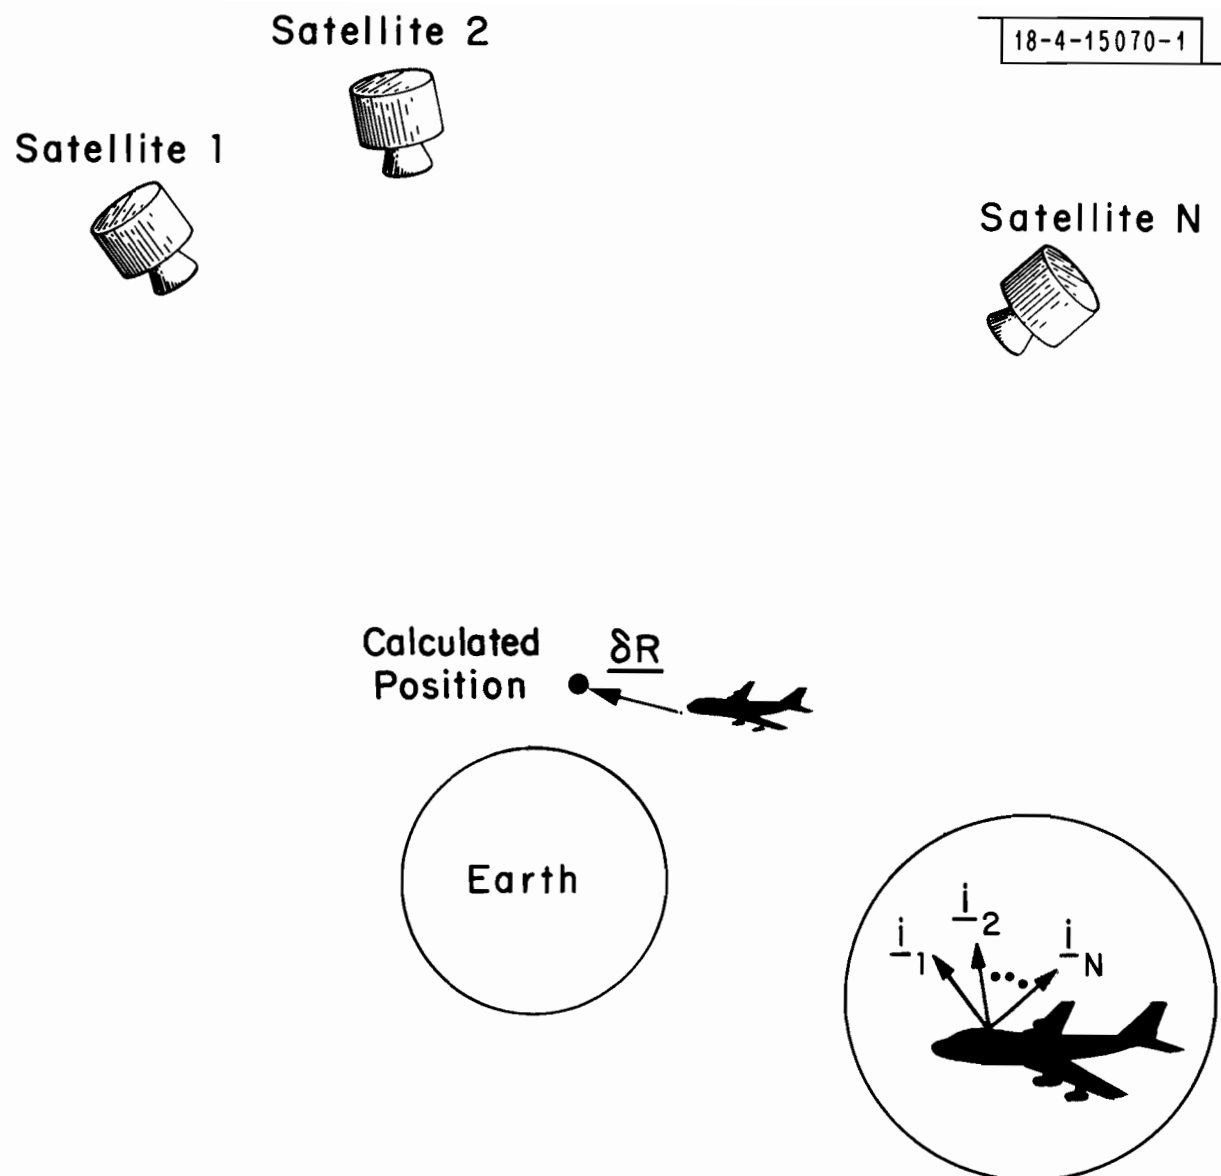 Satellite 2
18-4-15070-1
Satellite 1
Satellite N
Calculated
Position
δR
Earth
i1
i2
iN